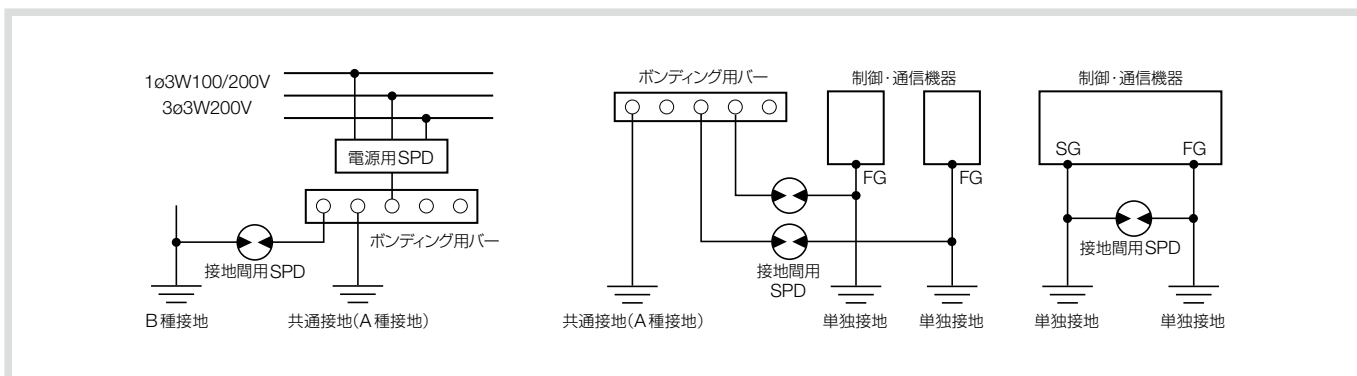 1ø3W100/200V
3ø3W200V
電源用SPD
ボンディング用バー
接地間用SPD
B種接地
共通接地(A種接地)
ボンディング用バー
制御・通信機器
FG
FG
接地間用
SPD
共通接地(A種接地)
単独接地
単独接地
制御・通信機器
SG
FG
接地間用SPD
単独接地
単独接地